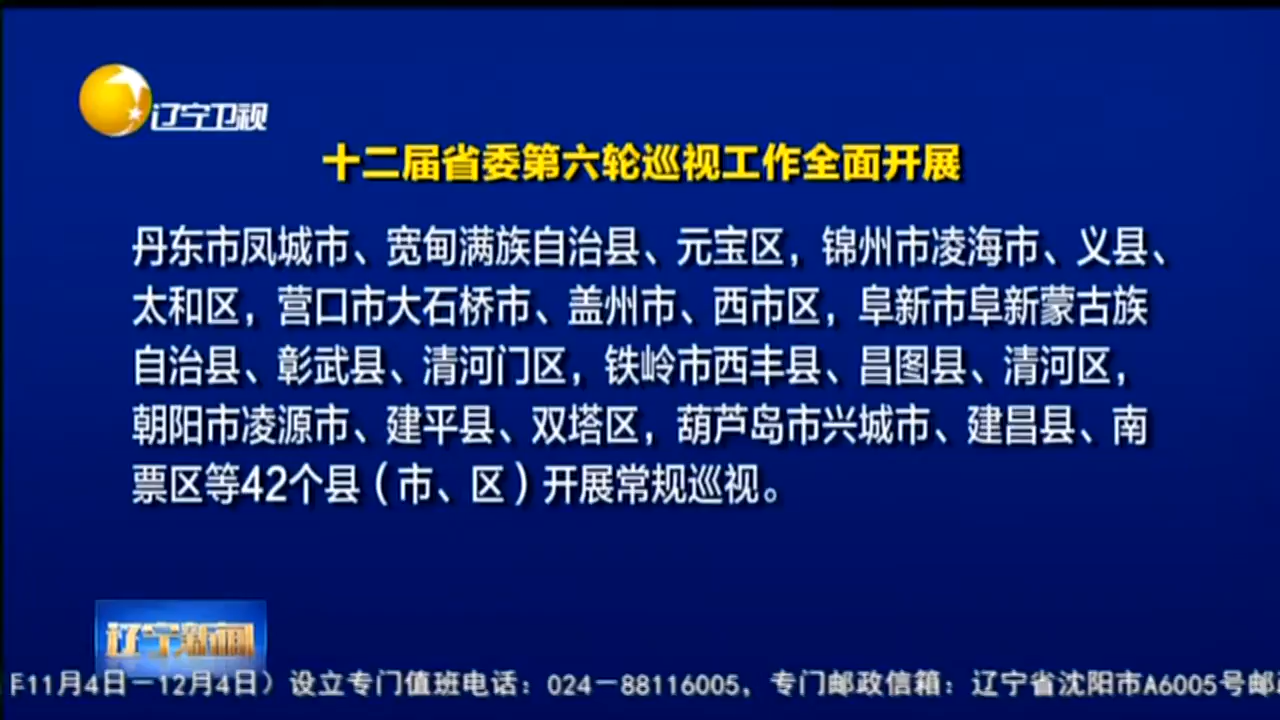 辽宁卫视
十二届省委第六轮巡视工作全面开展
丹东市凤城市、宽甸满族自治县、元宝区，锦州市凌海市、义县、
太和区，营口市大石桥市、盖州市、西市区，阜新市阜新蒙古族
自治县、彰武县、清河门区，铁岭市西丰县、昌图县、清河区，
朝阳市凌源市、建平县、双塔区，葫芦岛市兴城市、建昌县、南
票区等42个县（市、区）开展常规巡视。
辽宁新闻
年11月4日－12月4日）设立专门值班电话：024－88116005，专门邮政信箱：辽宁省沈阳市A6005号邮政